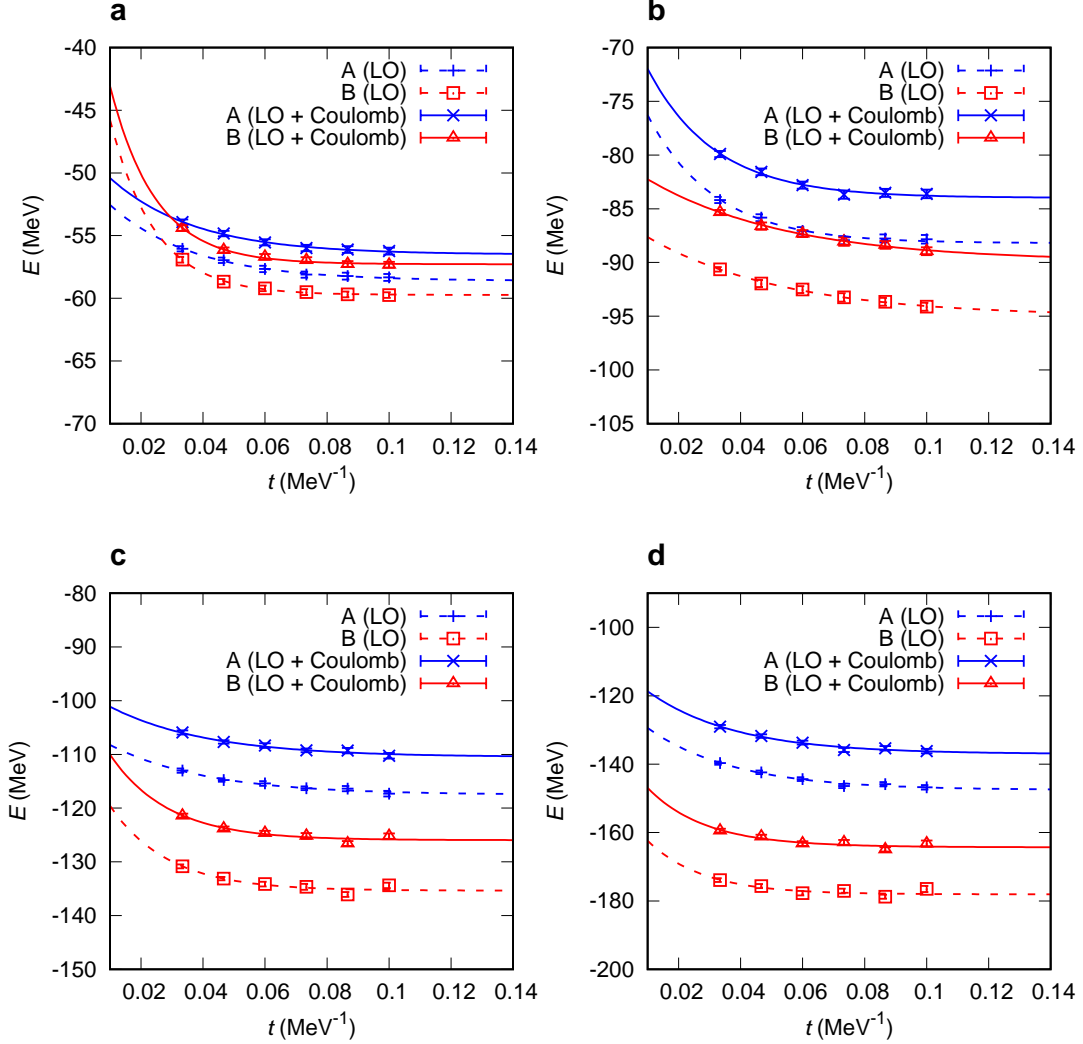 a
-40
-45
-50
-55
-60
-65
-70
E (MeV)
A (LO)
B (LO)
A (LO + Coulomb)
B (LO + Coulomb)
0.02 0.04 0.06 0.08 0.1 0.12 0.14
t (MeV-1)
b
-70
-75
-80
-85
-90
-95
-100
-105
E (MeV)
A (LO)
B (LO)
A (LO + Coulomb)
B (LO + Coulomb)
0.02 0.04 0.06 0.08 0.1 0.12 0.14
t (MeV-1)
c
-80
-90
-100
-110
-120
-130
-140
-150
E (MeV)
A (LO)
B (LO)
A (LO + Coulomb)
B (LO + Coulomb)
0.02 0.04 0.06 0.08 0.1 0.12 0.14
t (MeV-1)
d
-100
-120
-140
-160
-180
-200
E (MeV)
A (LO)
B (LO)
A (LO + Coulomb)
B (LO + Coulomb)
0.02 0.04 0.06 0.08 0.1 0.12 0.14
t (MeV-1)